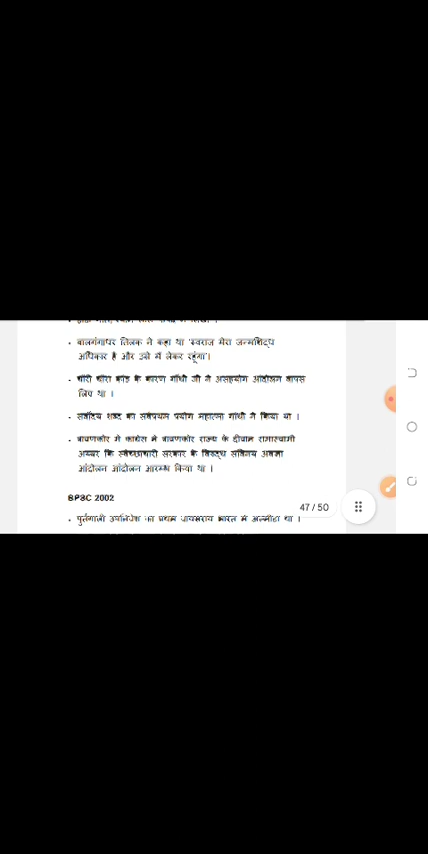 • बालगंगाधर तिलक ने कहा था 'स्वराज मेरा जन्मसिद्ध
अधिकार है और उसे में लेकर रहूंगा'।
• चौरी चौरा कांड के कारण गाँधी जी ने असहयोग आंदोलन वापस
लिए था ।
• सर्वोदय शब्द का सर्वप्रथम प्रयोग महात्मा गांधी ने किया था ।
• त्रावणकोर में कांग्रेस ने त्रावणकोर राज्य के दीवान रामास्वामी
अय्यर कि स्वेच्छाचारी सरकार के विरुद्ध सविनय अवज्ञा
आंदोलन आंदोलन आरम्भ किया था ।
BPSC 2002
47 / 50
• पुर्तगाली उपनिवेश का प्रथम वायसराय भारत में अल्मीडा था ।